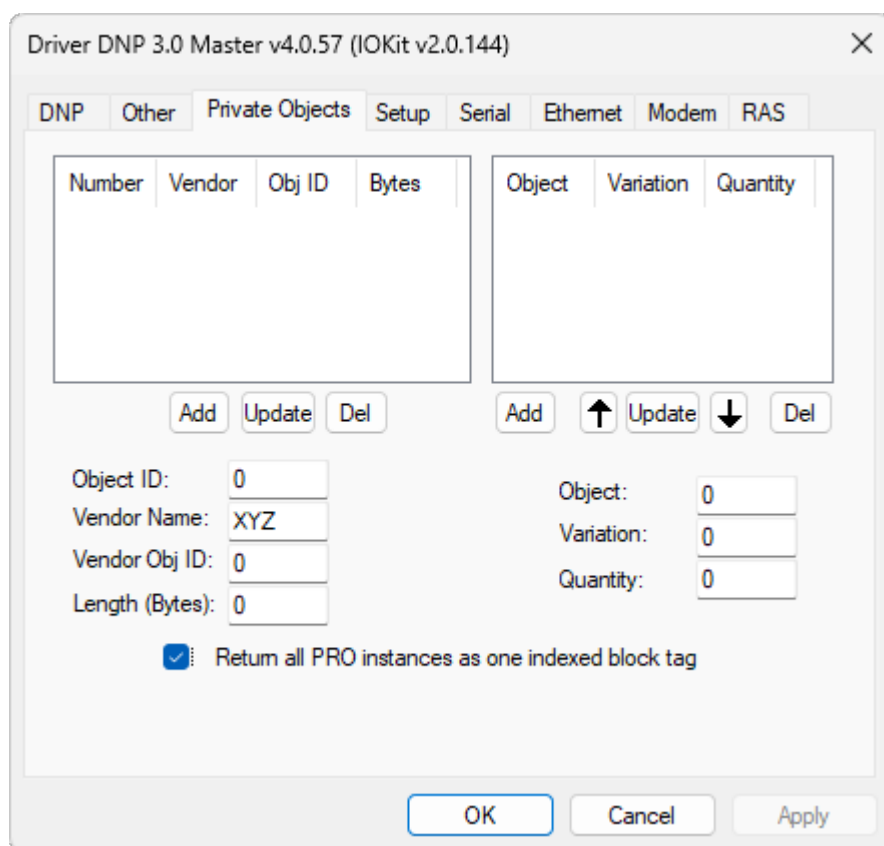 Driver DNP 3.0 Master v4.0.57 (IOKit v2.0.144)
DNP Other Private Objects Setup Serial Ethernet Modem RAS
Number Vendor Obj ID Bytes
Object Variation Quantity
Add Update Del
Add Update Del
Object ID: 0
Vendor Name: XYZ
Vendor Obj ID: 0
Length (Bytes): 0
Object: 0
Variation: 0
Quantity: 0
Return all PRO instances as one indexed block tag
OK Cancel Apply